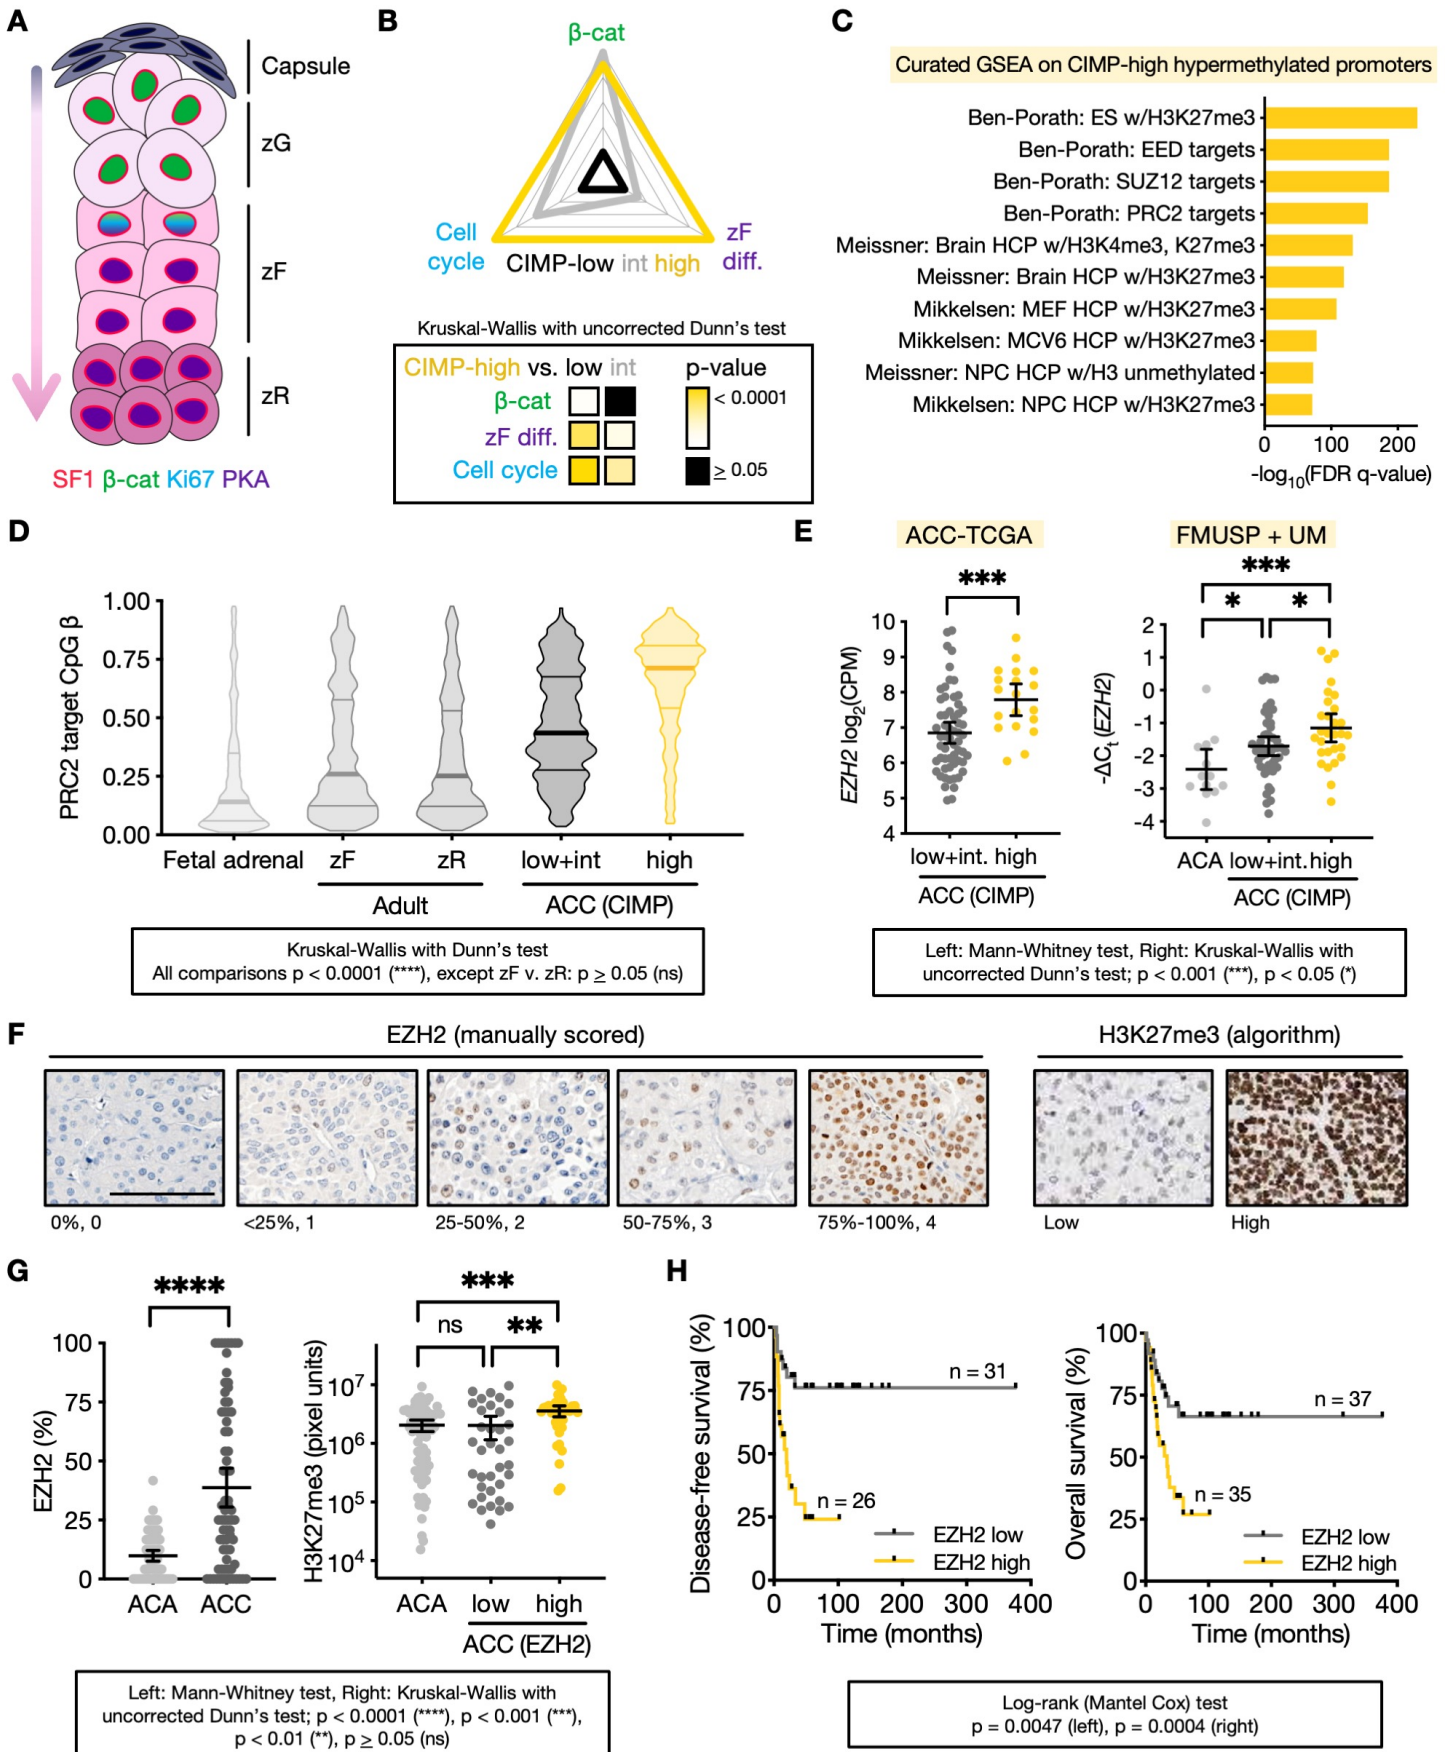 A
Capsule
zG
zF
zR
SF1 β-cat Ki67 PKA
B
β-cat
Cell
cycle
zF
diff.
CIMP-low int high
Kruskal-Wallis with uncorrected Dunn's test
CIMP-high vs. low int
p-value
β-cat
zF diff.
Cell cycle
< 0.0001
≥ 0.05
C
Curated GSEA on CIMP-high hypermethylated promoters
Ben-Porath: ES w/H3K27me3
Ben-Porath: EED targets
Ben-Porath: SUZ12 targets
Ben-Porath: PRC2 targets
Meissner: Brain HCP w/H3K4me3, K27me3
Meissner: Brain HCP w/H3K27me3
Mikkelsen: MEF HCP w/H3K27me3
Mikkelsen: MCV6 HCP w/H3K27me3
Meissner: NPC HCP w/H3 unmethylated
Mikkelsen: NPC HCP w/H3K27me3
0 100 200
-log10(FDR q-value)
D
PRC2 target CpG β
1.00
0.75
0.50
0.25
0.00
Fetal adrenal zF zR low+int high
Adult ACC (CIMP)
Kruskal-Wallis with Dunn's test
All comparisons p < 0.0001 (****), except zF v. zR: p ≥ 0.05 (ns)
E
ACC-TCGA
***
EZH2 log2(CPM)
10
9
8
7
6
5
4
low+int. high
ACC (CIMP)
FMUSP + UM
***
* *
-ΔCt (EZH2)
2
1
0
-1
-2
-3
-4
ACA low+int. high
ACC (CIMP)
Left: Mann-Whitney test, Right: Kruskal-Wallis with
uncorrected Dunn's test; p < 0.001 (***), p < 0.05 (*)
F
EZH2 (manually scored)
H3K27me3 (algorithm)
0%, 0
<25%, 1
25-50%, 2
50-75%, 3
75%-100%, 4
Low
High
G
****
EZH2 (%)
100
75
50
25
0
ACA ACC
***
ns **
H3K27me3 (pixel units)
10⁷
10⁶
10⁵
10⁴
ACA low high
ACC (EZH2)
Left: Mann-Whitney test, Right: Kruskal-Wallis with
uncorrected Dunn's test; p < 0.0001 (****), p < 0.001 (***),
p < 0.01 (**), p ≥ 0.05 (ns)
H
Disease-free survival (%)
100
75
50
25
0
n = 31
n = 26
EZH2 low
EZH2 high
0 100 200 300 400
Time (months)
Overall survival (%)
100
75
50
25
0
n = 37
n = 35
EZH2 low
EZH2 high
0 100 200 300 400
Time (months)
Log-rank (Mantel Cox) test
p = 0.0047 (left), p = 0.0004 (right)